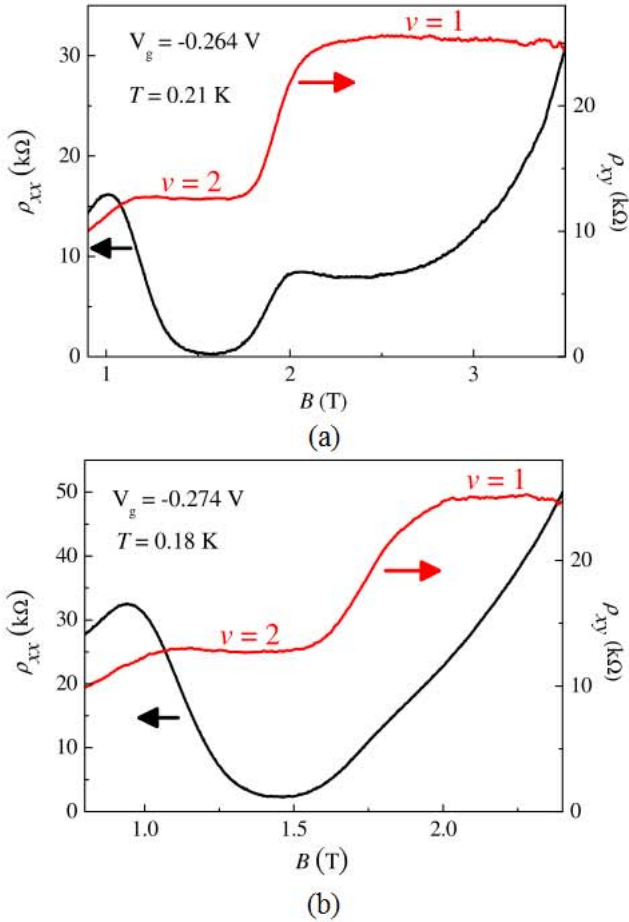 V_g = -0.264 V
T = 0.21 K
ν = 1
ν = 2
ρ_xx (kΩ)
0
10
20
30
ρ_xy (kΩ)
0
10
20
1
2
3
B (T)
(a)
V_g = -0.274 V
T = 0.18 K
ν = 1
ν = 2
ρ_xx (kΩ)
0
10
20
30
40
50
ρ_xy (kΩ)
0
10
20
1.0
1.5
2.0
B (T)
(b)